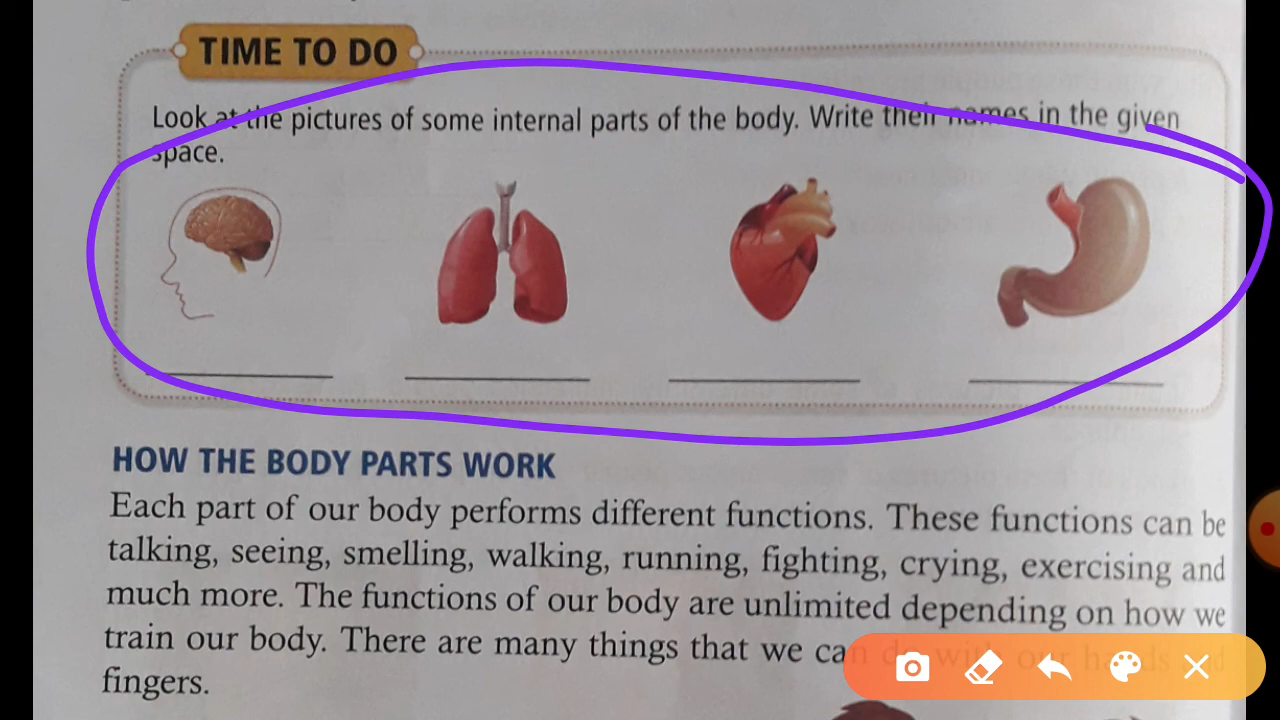 TIME TO DO
Look at the pictures of some internal parts of the body. Write their names in the given
space.
HOW THE BODY PARTS WORK
Each part of our body performs different functions. These functions can be
talking, seeing, smelling, walking, running, fighting, crying, exercising and
much more. The functions of our body are unlimited depending on how we
train our body. There are many things that we can do with our hands and
fingers.